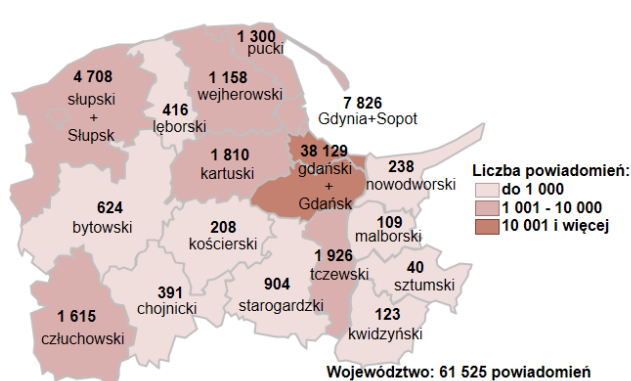 1 300
pucki
4 708
słupski
+
Słupsk
416
lęborski
1 158
wejherowski
7 826
Gdynia+Sopot
1 810
kartuski
38 129
gdański
+
Gdańsk
238
nowodworski
Liczba powiadomień:
do 1 000
1 001 - 10 000
10 001 i więcej
624
bytowski
208
kościerski
109
malborski
1 926
tczewski
40
sztumski
1 615
człuchowski
391
chojnicki
904
starogardzki
123
kwidzyński
Województwo: 61 525 powiadomień